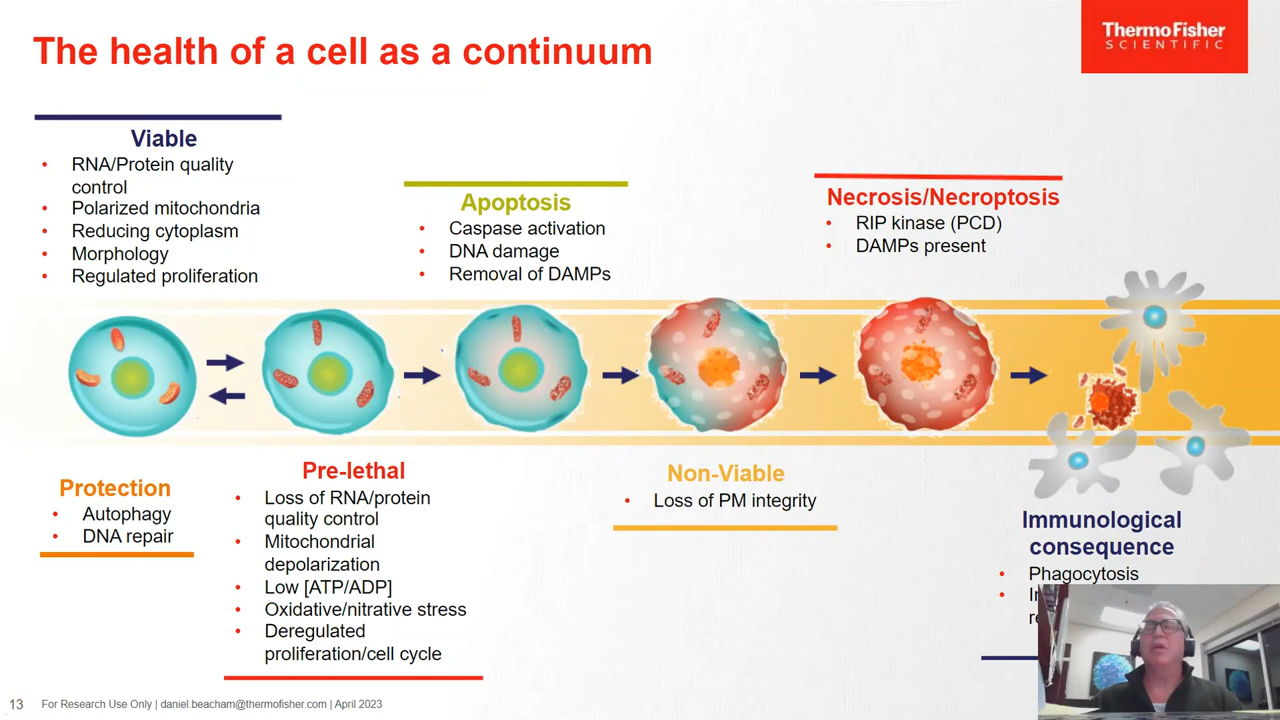 The health of a cell as a continuum
ThermoFisher
SCIENTIFIC
Viable
• RNA/Protein quality
control
• Polarized mitochondria
• Reducing cytoplasm
• Morphology
• Regulated proliferation
Apoptosis
• Caspase activation
• DNA damage
• Removal of DAMPs
Necrosis/Necroptosis
• RIP kinase (PCD)
• DAMPs present
Protection
• Autophagy
• DNA repair
Pre-lethal
• Loss of RNA/protein
quality control
• Mitochondrial
depolarization
• Low [ATP/ADP]
• Oxidative/nitrative stress
• Deregulated
proliferation/cell cycle
Non-Viable
• Loss of PM integrity
Immunological
consequence
• Phagocytosis
13 For Research Use Only | daniel.beacham@thermofisher.com | April 2023